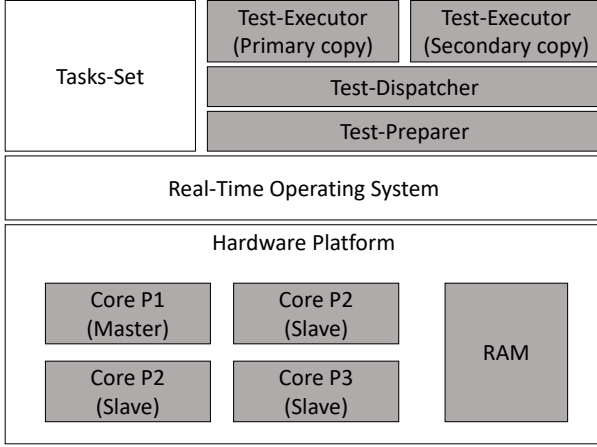 Tasks-Set
Test-Executor
(Primary copy)
Test-Executor
(Secondary copy)
Test-Dispatcher
Test-Preparer
Real-Time Operating System
Hardware Platform
Core P1
(Master)
Core P2
(Slave)
Core P2
(Slave)
Core P3
(Slave)
RAM